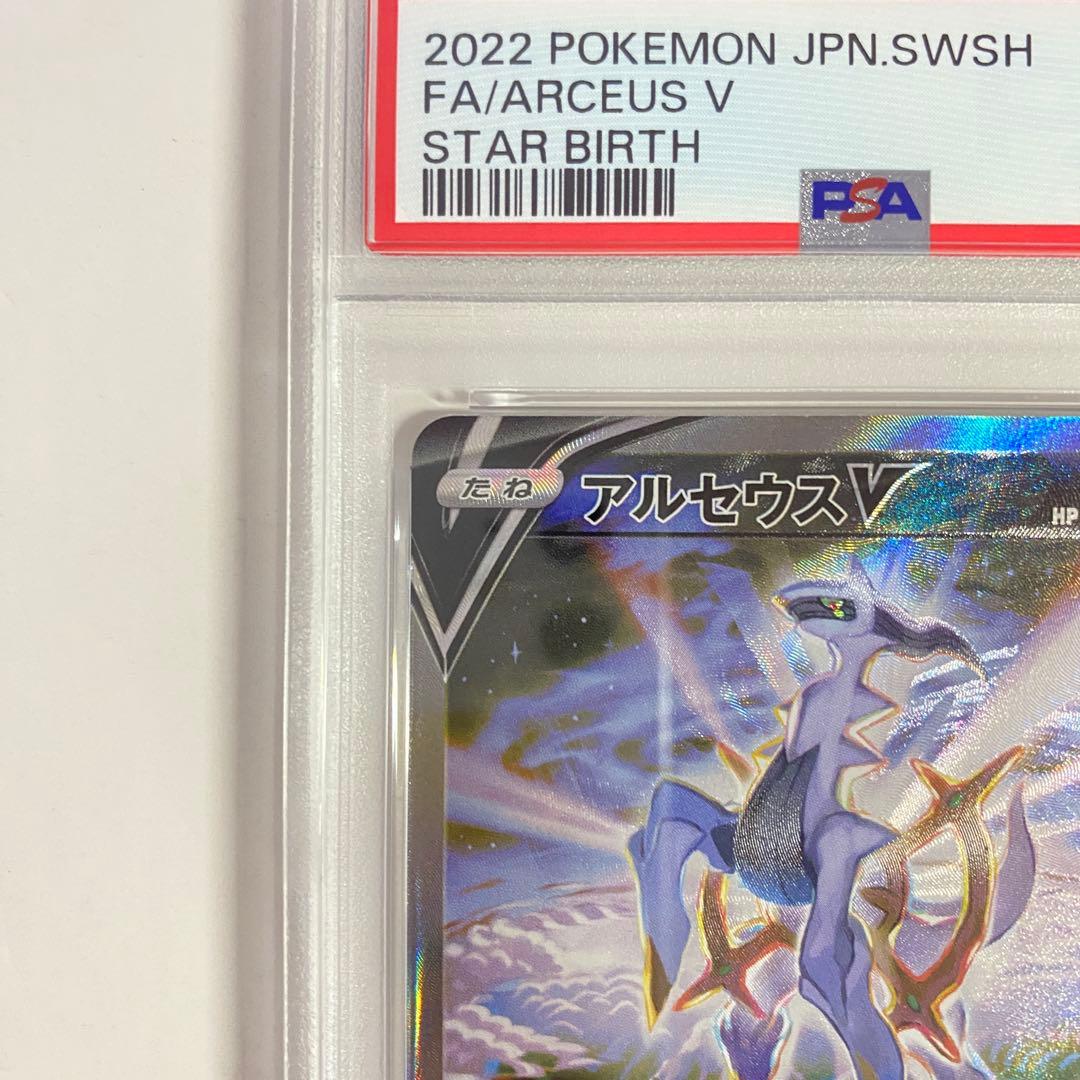 2022 POKEMON JPN.SWSH
FA/ARCEUS V
STAR BIRTH
PSA
たね アルセウスV HP